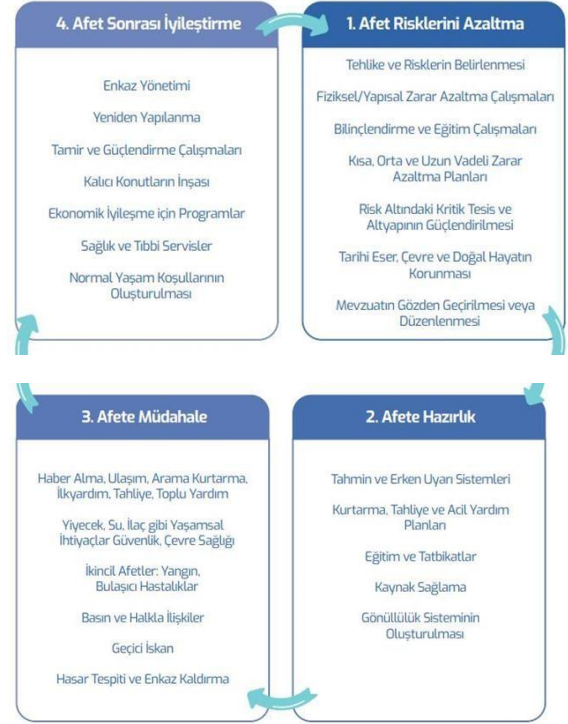 4. Afet Sonrası İyileştirme
Enkaz Yönetimi
Yeniden Yapılanma
Tamir ve Güçlendirme Çalışmaları
Kalıcı Konutların İnşası
Ekonomik İyileşme için Programlar
Sağlık ve Tıbbi Servisler
Normal Yaşam Koşullarının
Oluşturulması
1. Afet Risklerini Azaltma
Tehlike ve Risklerin Belirlenmesi
Fiziksel/Yapısal Zarar Azaltma Çalışmaları
Bilinçlendirme ve Eğitim Çalışmaları
Kısa, Orta ve Uzun Vadeli Zarar
Azaltma Planları
Risk Altındaki Kritik Tesis ve
Altyapının Güçlendirilmesi
Tarihi Eser, Çevre ve Doğal Hayatın
Korunması
Mevzuatın Gözden Geçirilmesi veya
Düzenlenmesi
3. Afete Müdahale
Haber Alma, Ulaşım, Arama Kurtarma,
İlkyardım, Tahliye, Toplu Yardım
Yiyecek, Su, İlaç gibi Yaşamsal
İhtiyaçlar Güvenlik, Çevre Sağlığı
İkincil Afetler: Yangın,
Bulaşıcı Hastalıklar
Basın ve Halkla İlişkiler
Geçici İskan
Hasar Tespiti ve Enkaz Kaldırma
2. Afete Hazırlık
Tahmin ve Erken Uyarı Sistemleri
Kurtarma, Tahliye ve Acil Yardım
Planları
Eğitim ve Tatbikatlar
Kaynak Sağlama
Gönüllülük Sisteminin
Oluşturulması